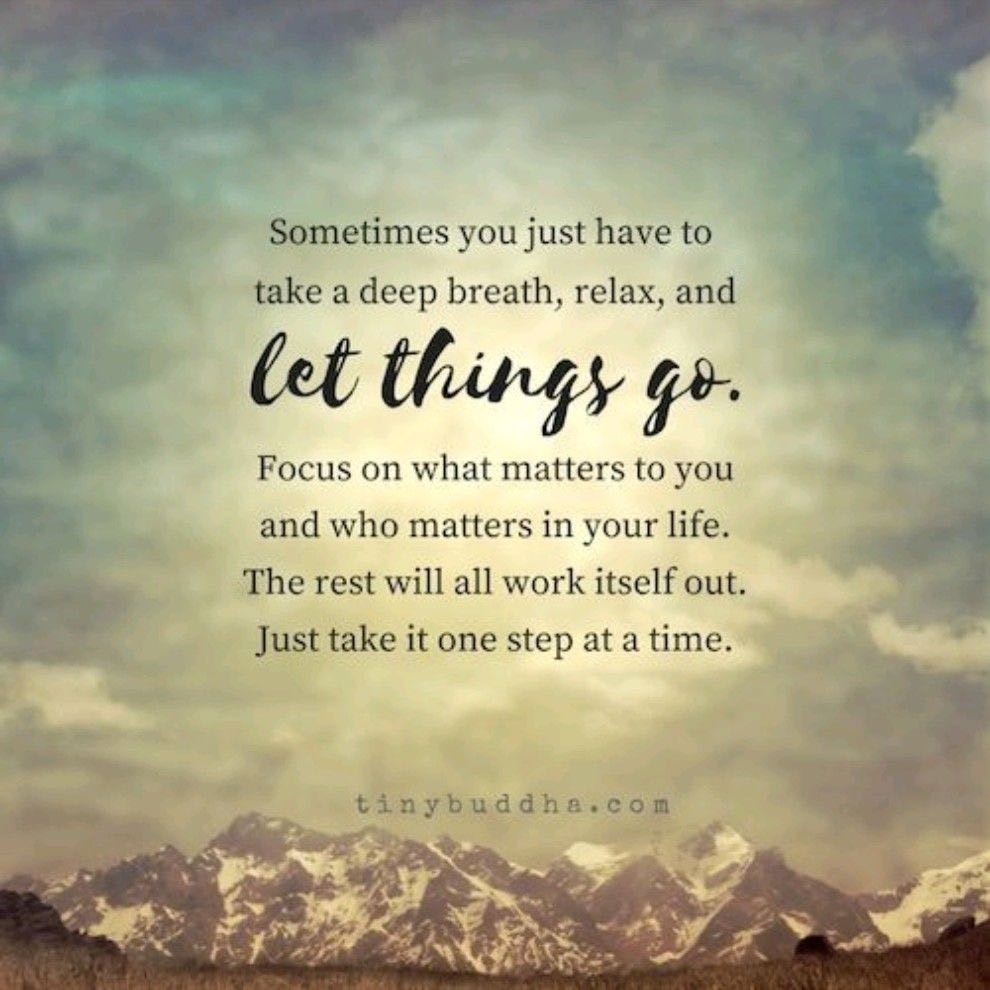 Sometimes you just have to
take a deep breath, relax, and
let things go.
Focus on what matters to you
and who matters in your life.
The rest will all work itself out.
Just take it one step at a time.
tinybuddha.com